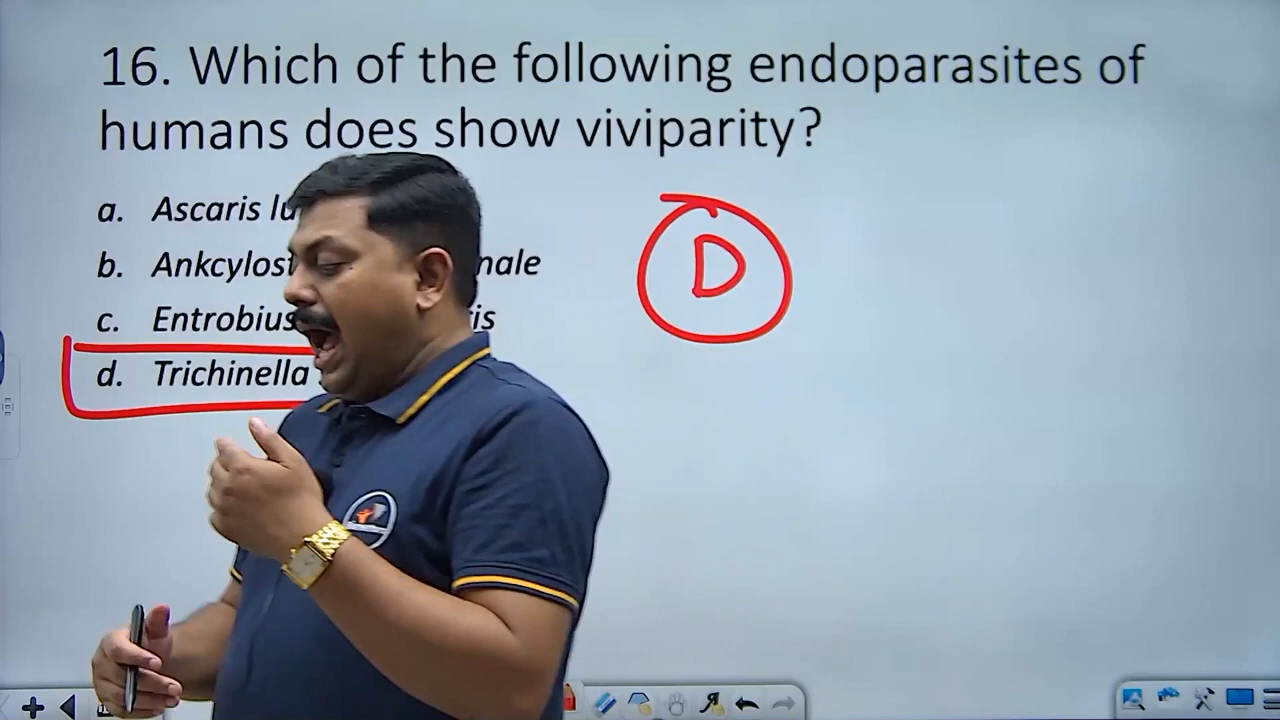 16. Which of the following endoparasites of
humans does show viviparity?
a. Ascaris lu
b. Ankcylost nale
c. Entrobius is
d. Trichinella
D